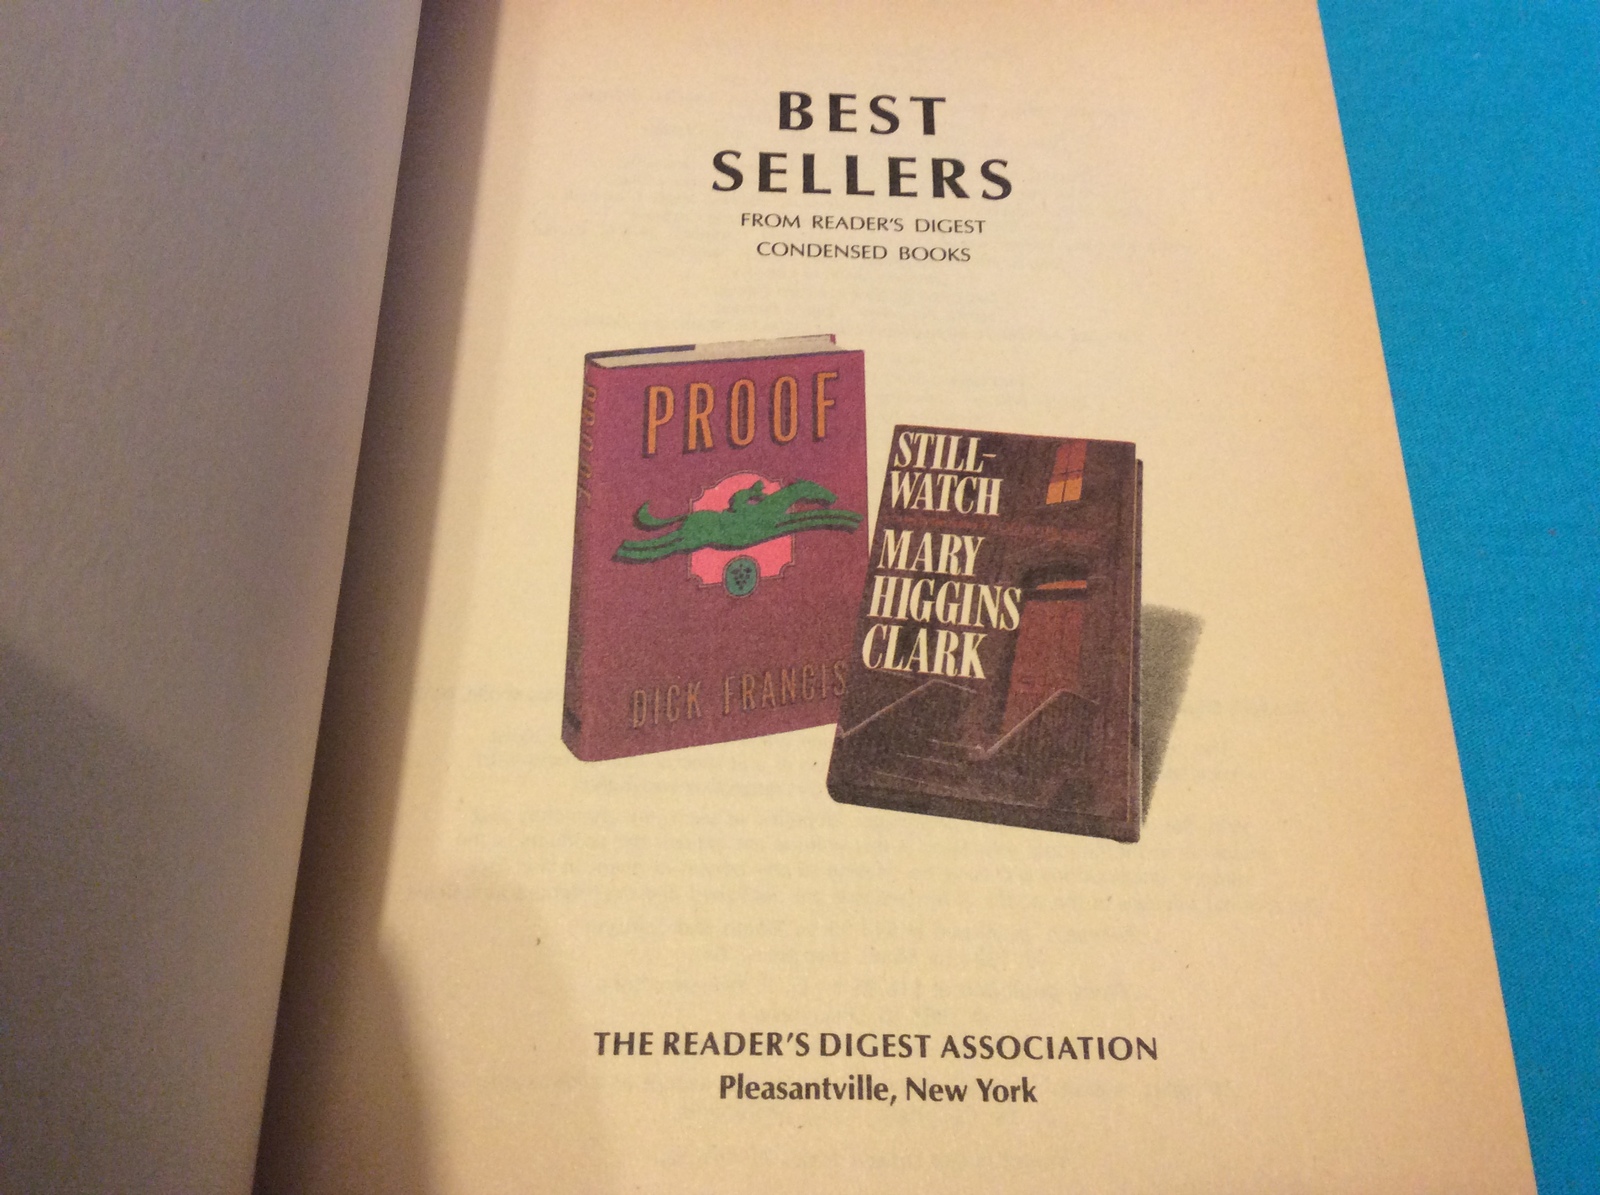 BEST
SELLERS
FROM READER'S DIGEST
CONDENSED BOOKS
PROOF
PROOF
DICK FRANCIS
STILL-
WATCH
MARY
HIGGINS
CLARK
THE READER'S DIGEST ASSOCIATION
Pleasantville, New York